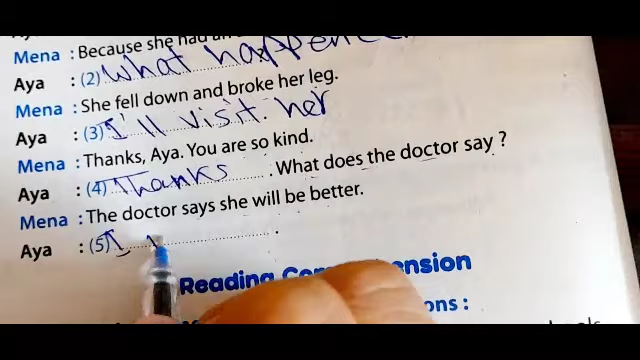 Mena : Because she had an
Aya : (2) What happened
Mena : She fell down and broke her leg.
Aya : (3) I'll visit her
Mena : Thanks, Aya. You are so kind.
Aya : (4) Thanks. What does the doctor say ?
Mena : The doctor says she will be better.
Aya : (5) I
Reading Comprehension